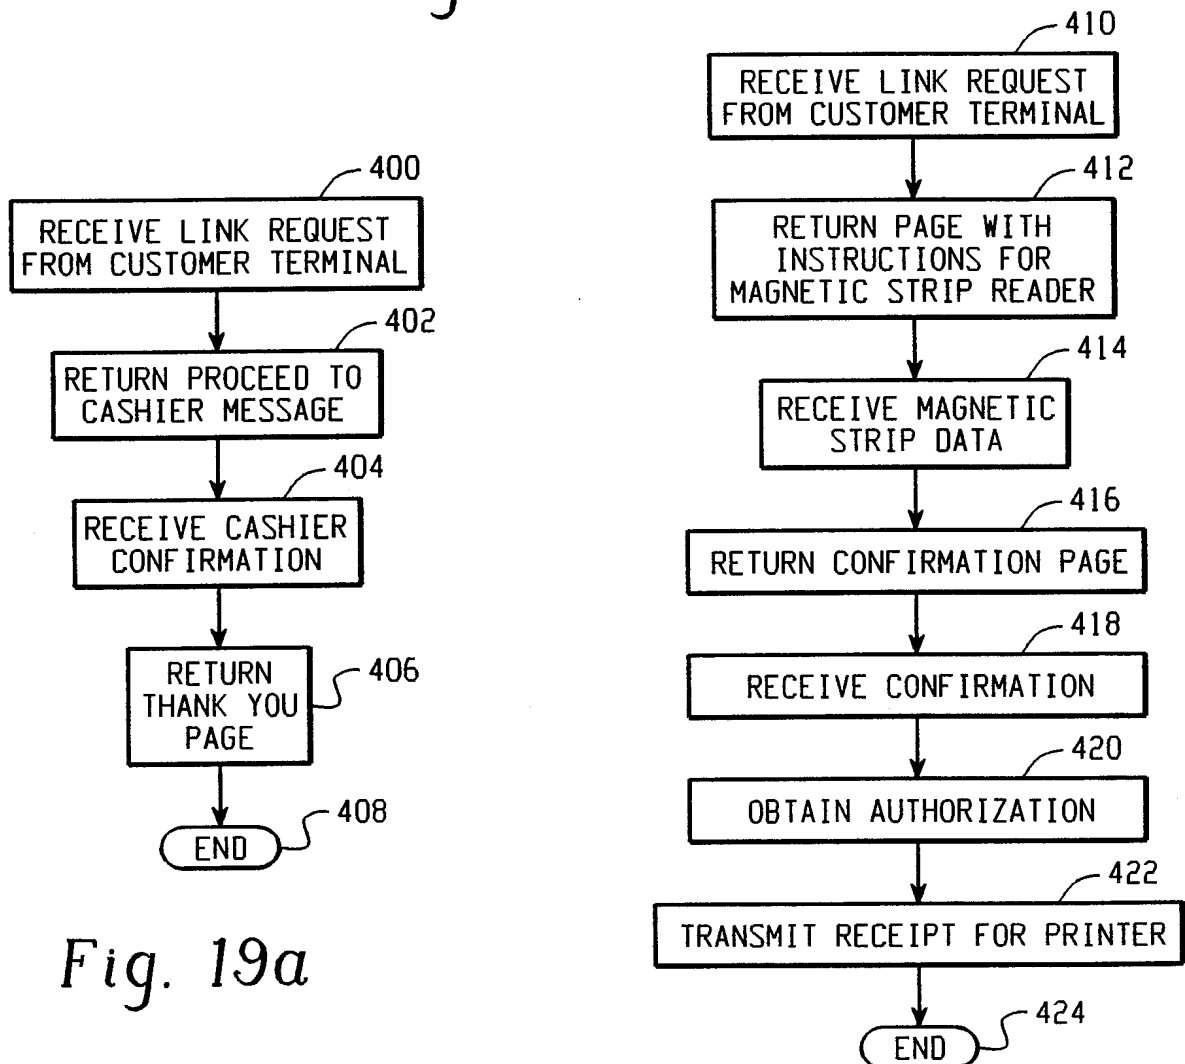 400
RECEIVE LINK REQUEST
FROM CUSTOMER TERMINAL
402
RETURN PROCEED TO
CASHIER MESSAGE
404
RECEIVE CASHIER
CONFIRMATION
406
RETURN
THANK YOU
PAGE
408
END
Fig. 19a
410
RECEIVE LINK REQUEST
FROM CUSTOMER TERMINAL
412
RETURN PAGE WITH
INSTRUCTIONS FOR
MAGNETIC STRIP READER
414
RECEIVE MAGNETIC
STRIP DATA
416
RETURN CONFIRMATION PAGE
418
RECEIVE CONFIRMATION
420
OBTAIN AUTHORIZATION
422
TRANSMIT RECEIPT FOR PRINTER
424
END